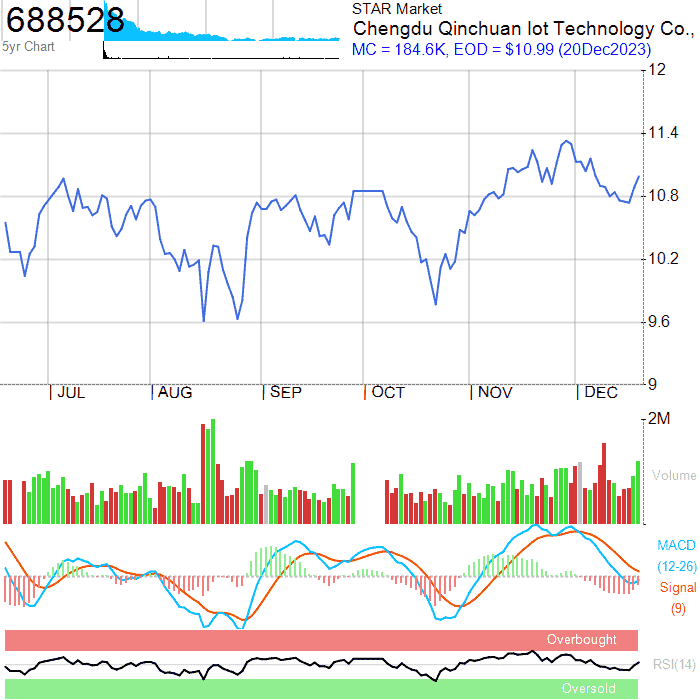 688528
5yr Chart
STAR Market
Chengdu Qinchuan Iot Technology Co.,
MC = 184.6K, EOD = $10.99 (20Dec2023)
12
11.4
10.8
10.2
9.6
9
JUL AUG SEP OCT NOV DEC
2M
Volume
MACD
(12-26)
Signal
(9)
Overbought
RSI(14)
Oversold